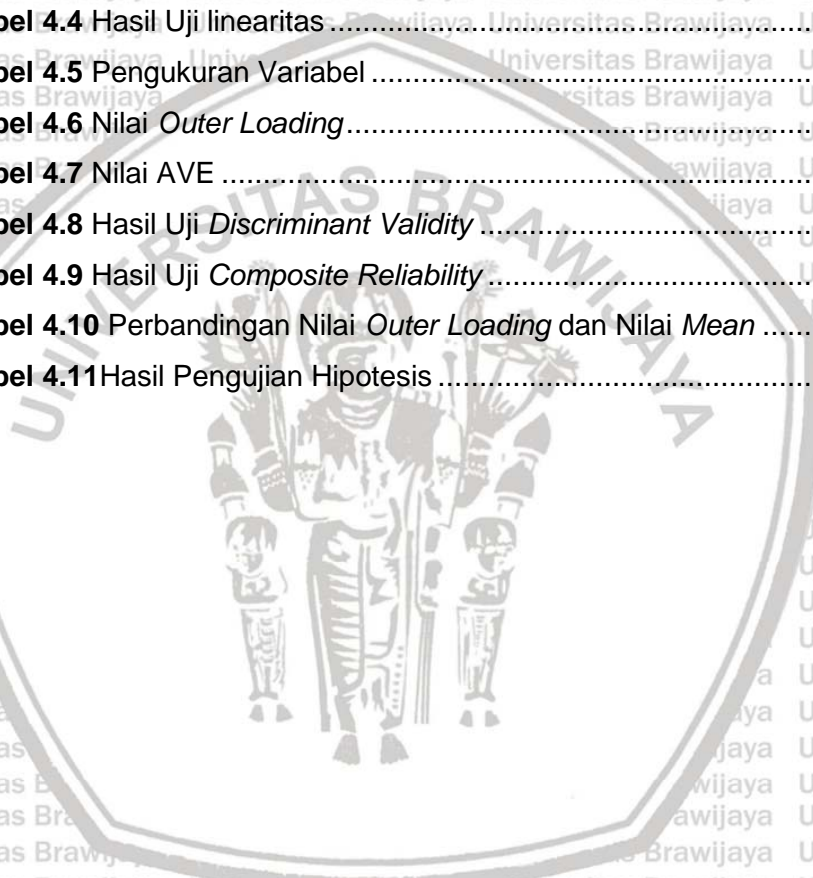 bel 4.4 Hasil Uji linearitas....................................................
bel 4.5 Pengukuran Variabel....................................................
bel 4.6 Nilai Outer Loading....................................................
bel 4.7 Nilai AVE....................................................
bel 4.8 Hasil Uji Discriminant Validity....................................................
bel 4.9 Hasil Uji Composite Reliability....................................................
bel 4.10 Perbandingan Nilai Outer Loading dan Nilai Mean......
bel 4.11Hasil Pengujian Hipotesis....................................................
UNIVERSITAS BRAWIJAYA